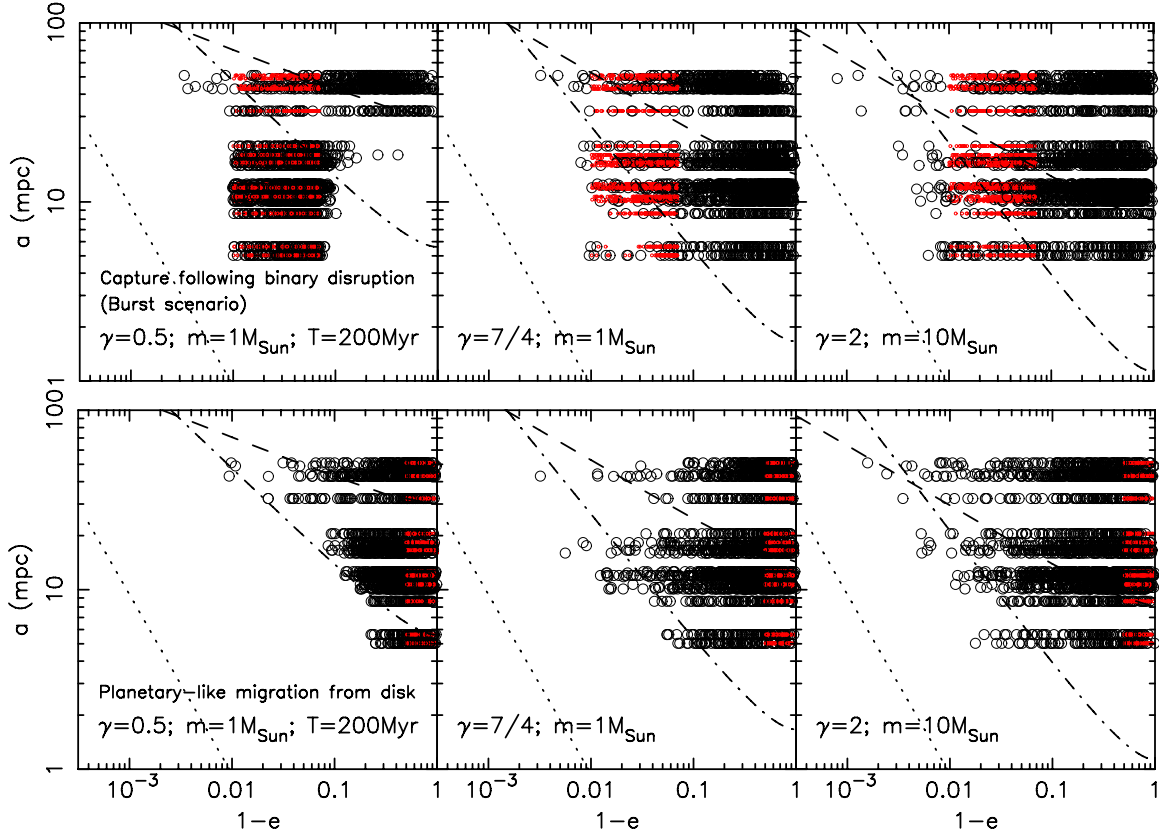 100
10
1
a (mpc)
Capture following binary disruption
(Burst scenario)
γ=0.5; m=1M_Sun; T=200Myr
γ=7/4; m=1M_Sun
γ=2; m=10M_Sun
100
10
1
a (mpc)
Planetary-like migration from disk
γ=0.5; m=1M_Sun; T=200Myr
γ=7/4; m=1M_Sun
γ=2; m=10M_Sun
10⁻³ 0.01 0.1 1 10⁻³ 0.01 0.1 1 10⁻³ 0.01 0.1 1
1-e 1-e 1-e